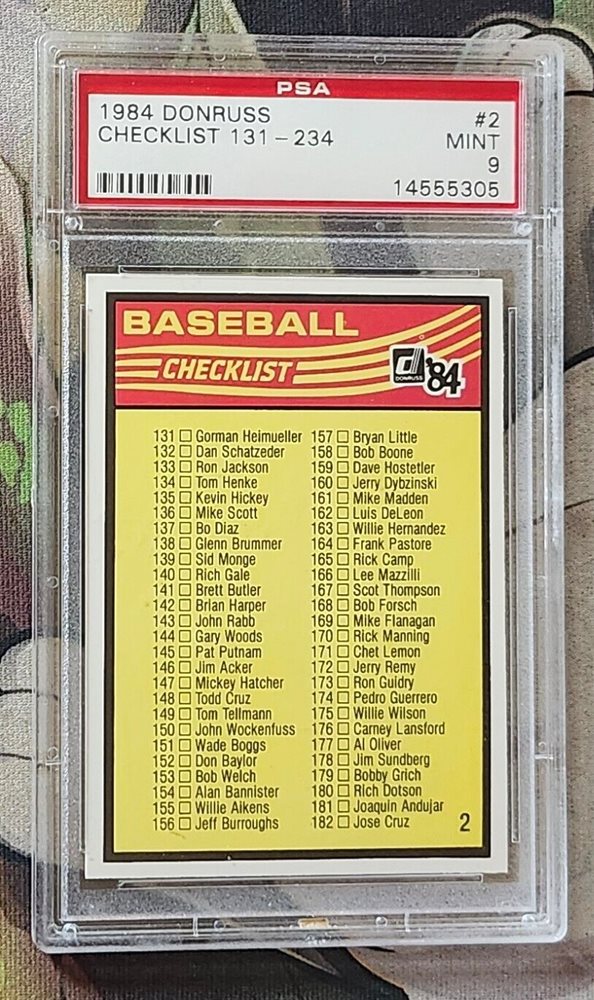 PSA
1984 DONRUSS #2
CHECKLIST 131-234 MINT
9
14555305
BASEBALL
CHECKLIST
DONRUSS '84
131 Gorman Heimueller 157 Bryan Little
132 Dan Schatzeder 158 Bob Boone
133 Ron Jackson 159 Dave Hostetler
134 Tom Henke 160 Jerry Dybzinski
135 Kevin Hickey 161 Mike Madden
136 Mike Scott 162 Luis DeLeon
137 Bo Diaz 163 Willie Hernandez
138 Glenn Brummer 164 Frank Pastore
139 Sid Monge 165 Rick Camp
140 Rich Gale 166 Lee Mazzilli
141 Brett Butler 167 Scot Thompson
142 Brian Harper 168 Bob Forsch
143 John Rabb 169 Mike Flanagan
144 Gary Woods 170 Rick Manning
145 Pat Putnam 171 Chet Lemon
146 Jim Acker 172 Jerry Remy
147 Mickey Hatcher 173 Ron Guidry
148 Todd Cruz 174 Pedro Guerrero
149 Tom Tellmann 175 Willie Wilson
150 John Wockenfuss 176 Carney Lansford
151 Wade Boggs 177 Al Oliver
152 Don Baylor 178 Jim Sundberg
153 Bob Welch 179 Bobby Grich
154 Alan Bannister 180 Rich Dotson
155 Willie Aikens 181 Joaquin Andujar
156 Jeff Burroughs 182 Jose Cruz 2